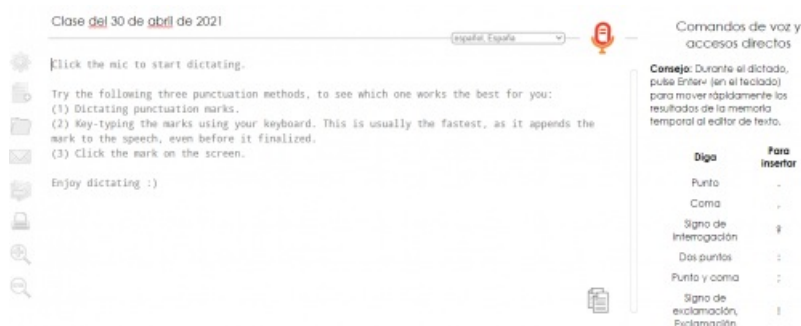 Clase del 30 de abril de 2021
español, España
Click the mic to start dictating.
Try the following three punctuation methods, to see which one works the best for you:
(1) Dictating punctuation marks.
(2) Key-typing the marks using your keyboard. This is usually the fastest, as it appends the
mark to the speech, even before it finalized.
(3) Click the mark on the screen.
Enjoy dictating :)
Comandos de voz y
accesos directos
Consejo: Durante el dictado,
pulse Enter↵ (en el teclado)
para mover rápidamente los
resultados de la memoria
temporal al editor de texto.
Diga Para insertar
Punto .
Coma ,
Signo de interrogación ?
Dos puntos :
Punto y coma ;
Signo de exclamación, Exclamación !